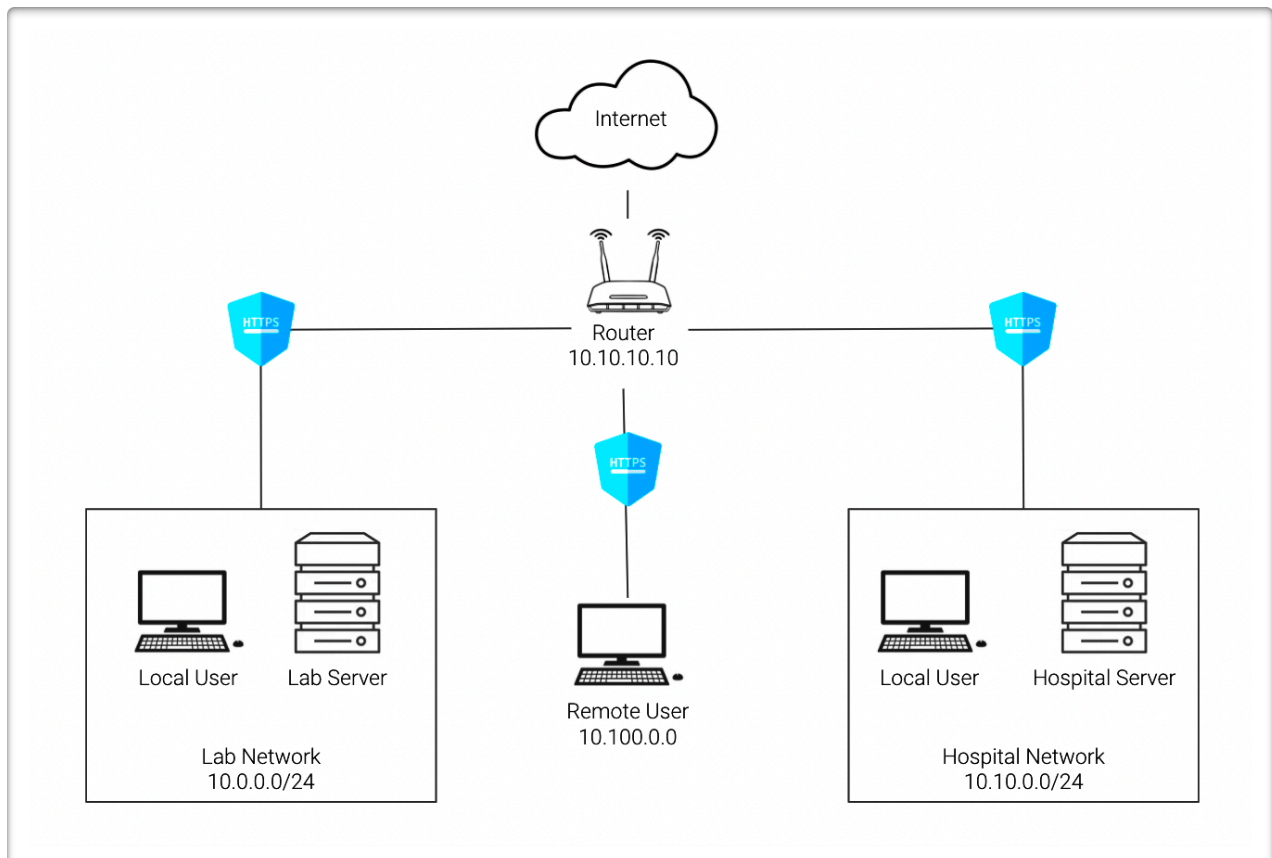 Internet
Router
10.10.10.10
HTTPS
HTTPS
HTTPS
Local User
Lab Server
Lab Network
10.0.0.0/24
Remote User
10.100.0.0
Local User
Hospital Server
Hospital Network
10.10.0.0/24